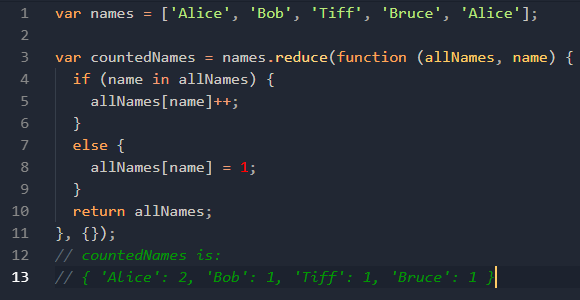 1 var names = ['Alice', 'Bob', 'Tiff', 'Bruce', 'Alice'];
2
3 var countedNames = names.reduce(function (allNames, name) {
4   if (name in allNames) {
5     allNames[name]++;
6   }
7   else {
8     allNames[name] = 1;
9   }
10   return allNames;
11 }, {});
12 // countedNames is:
13 // { 'Alice': 2, 'Bob': 1, 'Tiff': 1, 'Bruce': 1 }